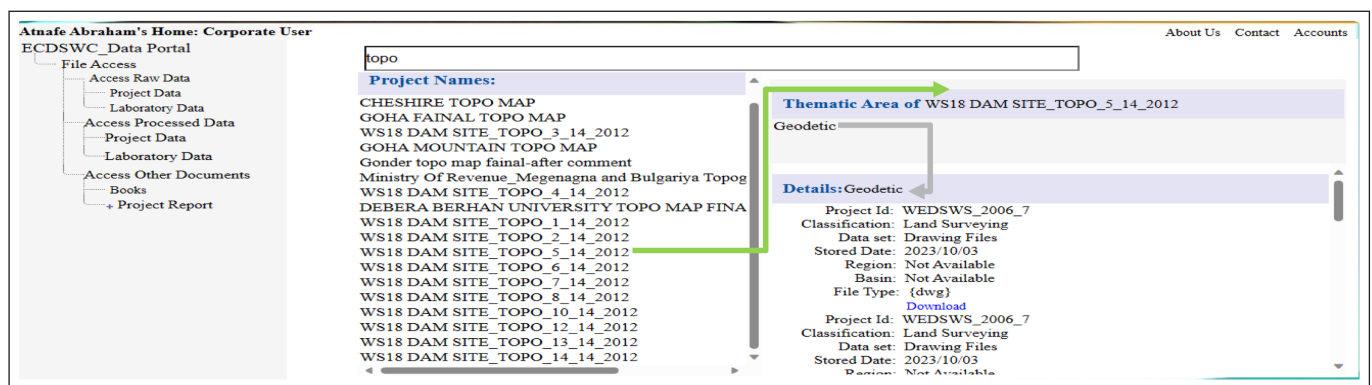 Atnafe Abraham's Home: Corporate User
About Us Contact Accounts
ECDSWC_Data Portal
File Access
Access Raw Data
Project Data
Laboratory Data
Access Processed Data
Project Data
Laboratory Data
Access Other Documents
Books
+ Project Report
topo
Project Names:
CHESHIRE TOPO MAP
GOHA FAINAL TOPO MAP
WS18 DAM SITE_TOPO_3_14_2012
GOHA MOUNTAIN TOPO MAP
Gonder topo map fainal-after comment
Ministry Of Revenue_Megenagna and Bulgariya Topog
WS18 DAM SITE_TOPO_4_14_2012
DEBERA BERHAN UNIVERSITY TOPO MAP FINA
WS18 DAM SITE_TOPO_1_14_2012
WS18 DAM SITE_TOPO_2_14_2012
WS18 DAM SITE_TOPO_5_14_2012
WS18 DAM SITE_TOPO_6_14_2012
WS18 DAM SITE_TOPO_7_14_2012
WS18 DAM SITE_TOPO_8_14_2012
WS18 DAM SITE_TOPO_10_14_2012
WS18 DAM SITE_TOPO_12_14_2012
WS18 DAM SITE_TOPO_13_14_2012
WS18 DAM SITE_TOPO_14_14_2012
Thematic Area of WS18 DAM SITE_TOPO_5_14_2012
Geodetic
Details:Geodetic
Project Id: WEDSWS_2006_7
Classification: Land Surveying
Data set: Drawing Files
Stored Date: 2023/10/03
Region: Not Available
Basin: Not Available
File Type: {dwg}
Download
Project Id: WEDSWS_2006_7
Classification: Land Surveying
Data set: Drawing Files
Stored Date: 2023/10/03
Region: Not Available